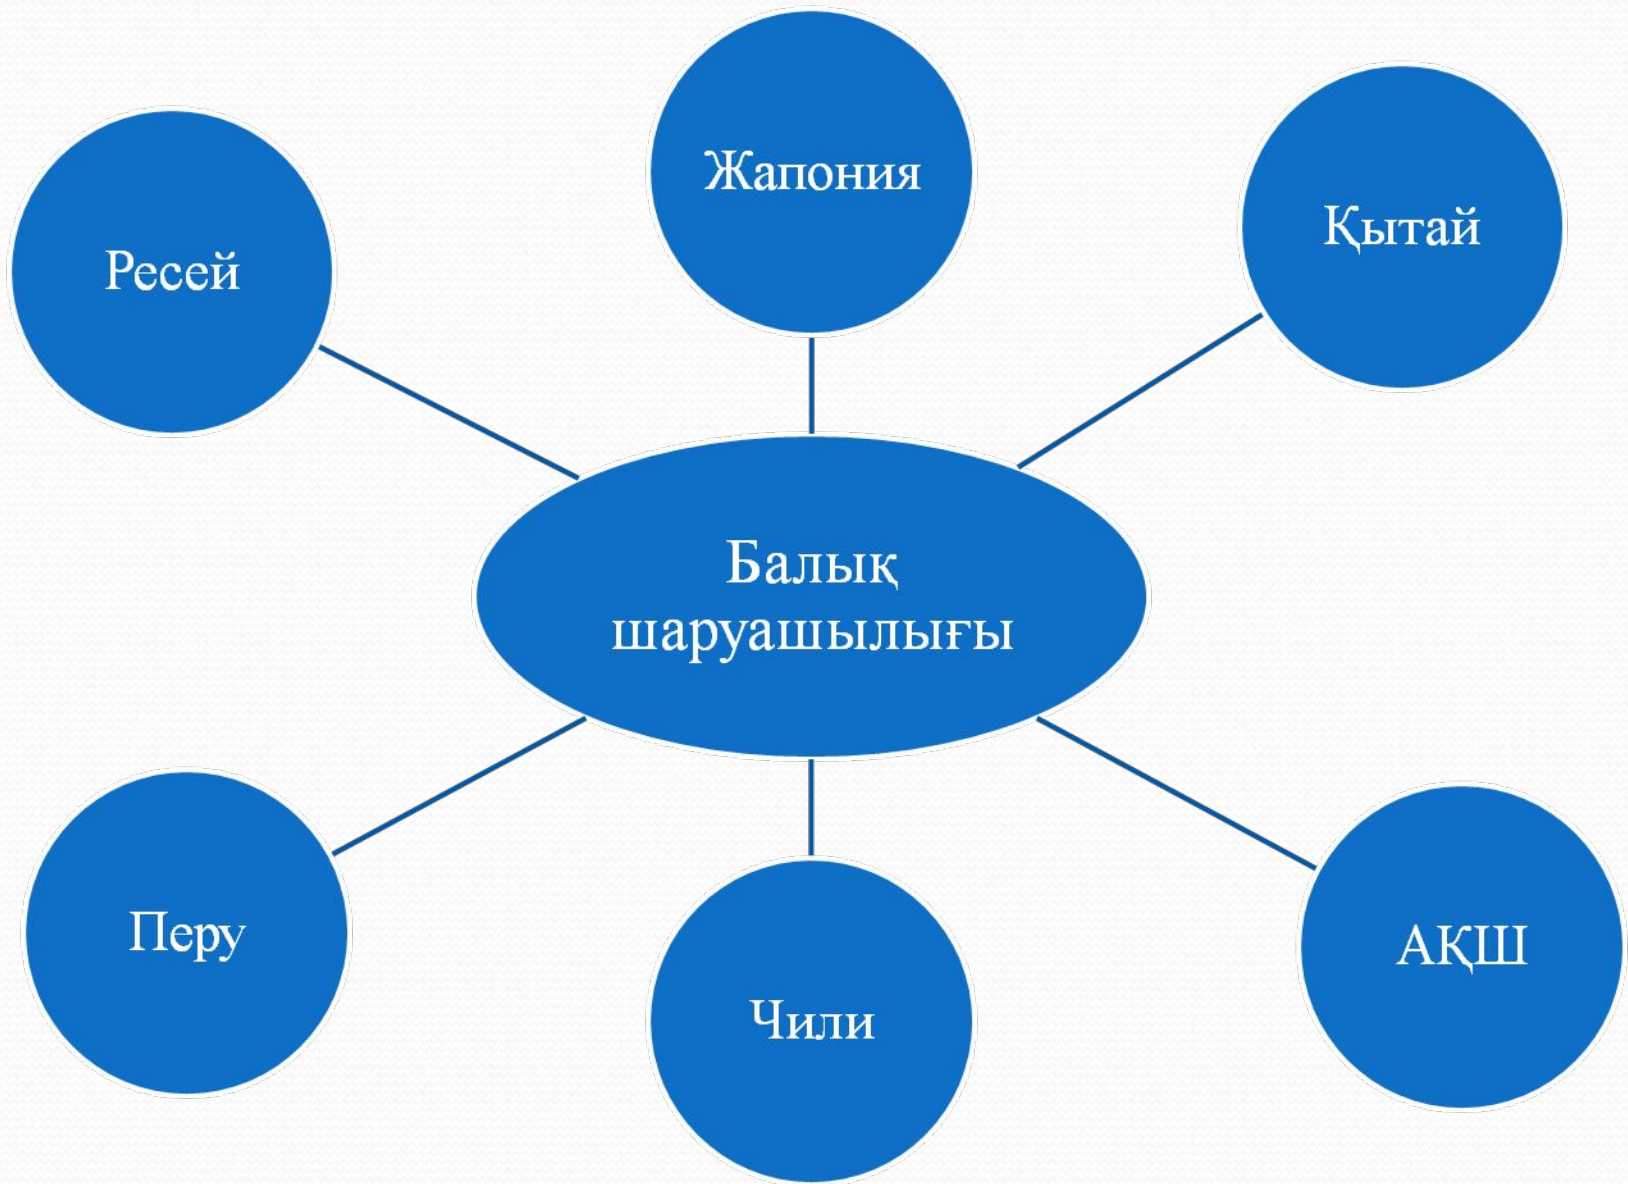 Жапония
Қытай
Ресей
Балық
шаруашылығы
Перу
АҚШ
Чили